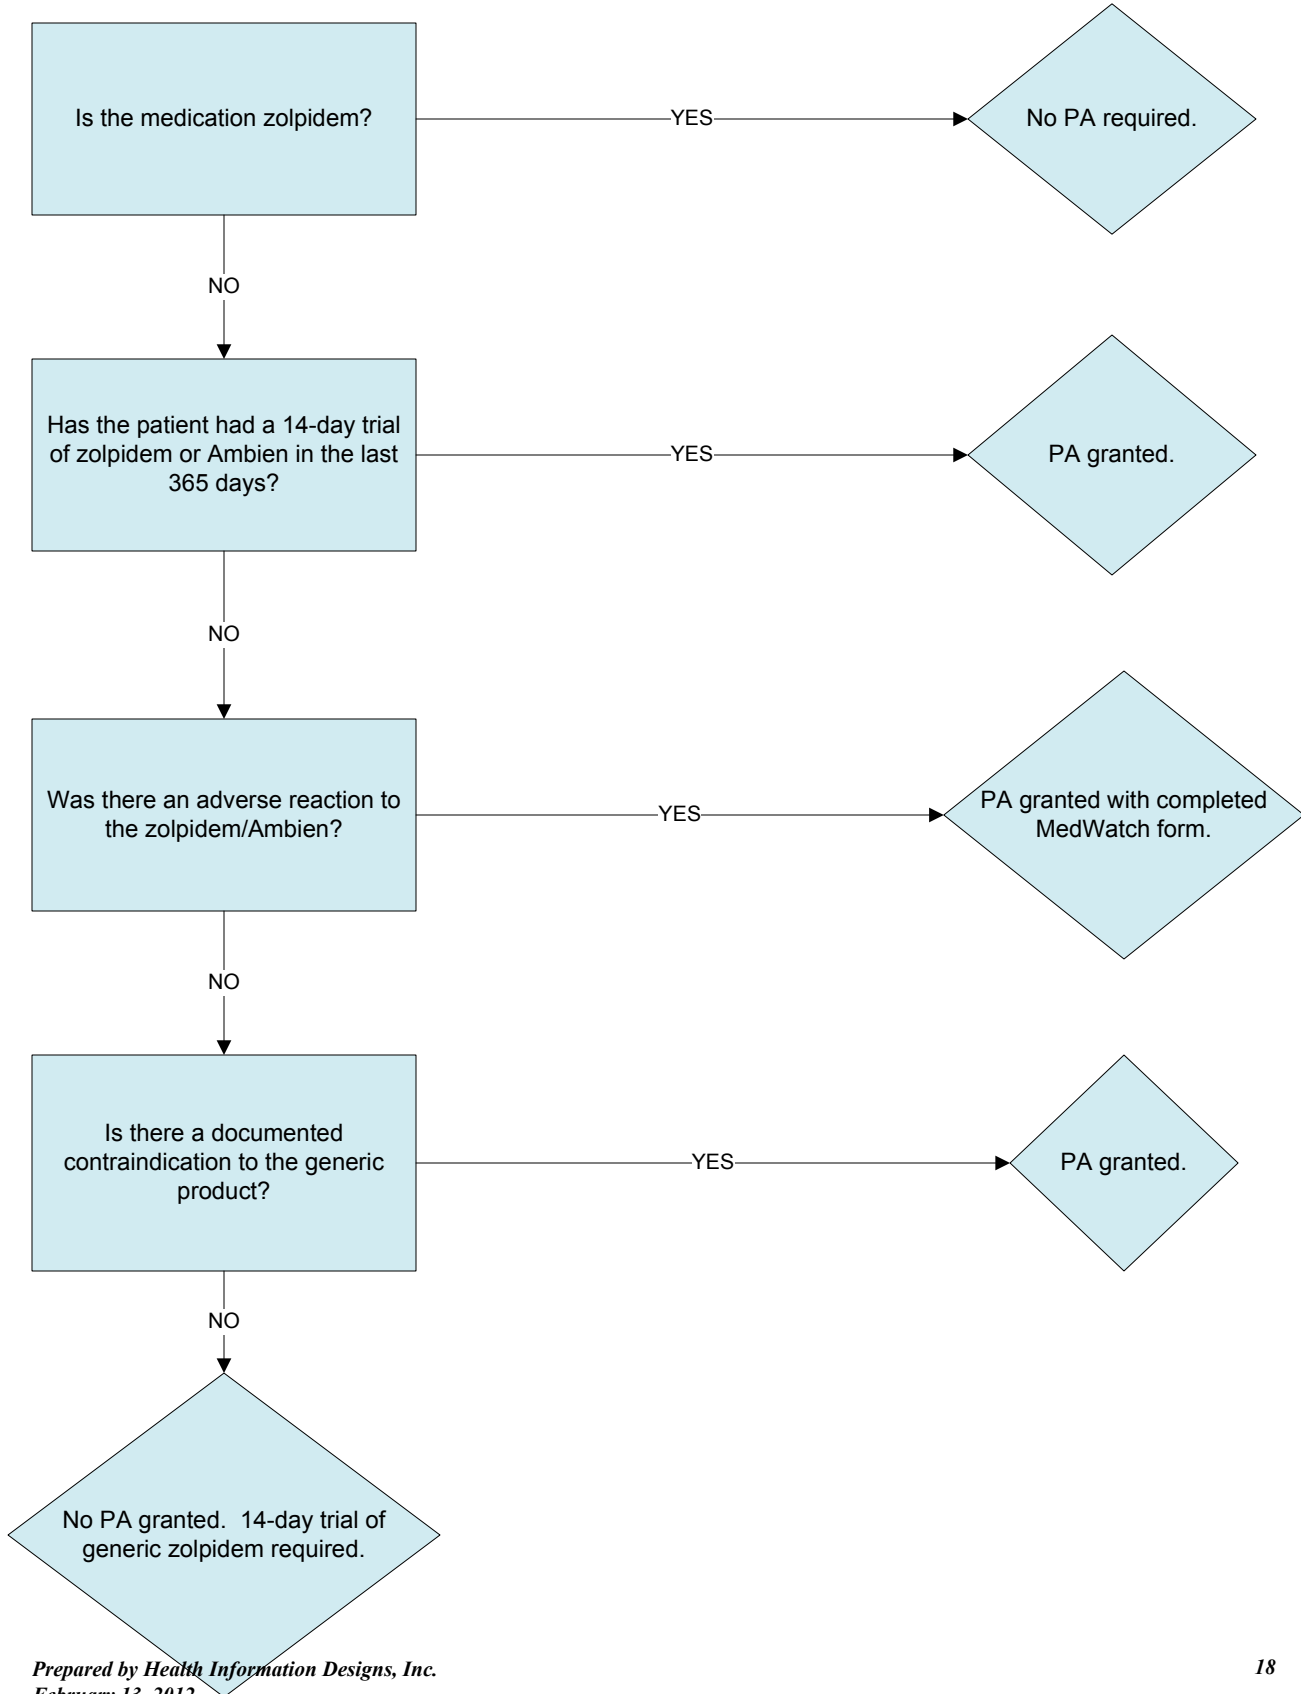 Is the medication zolpidem?
YES
No PA required.
NO
Has the patient had a 14-day trial
of zolpidem or Ambien in the last
365 days?
YES
PA granted.
NO
Was there an adverse reaction to
the zolpidem/Ambien?
YES
PA granted with completed
MedWatch form.
NO
Is there a documented
contraindication to the generic
product?
YES
PA granted.
NO
No PA granted.  14-day trial of
generic zolpidem required.
Prepared by Health Information Designs, Inc.
18
February 13, 2012